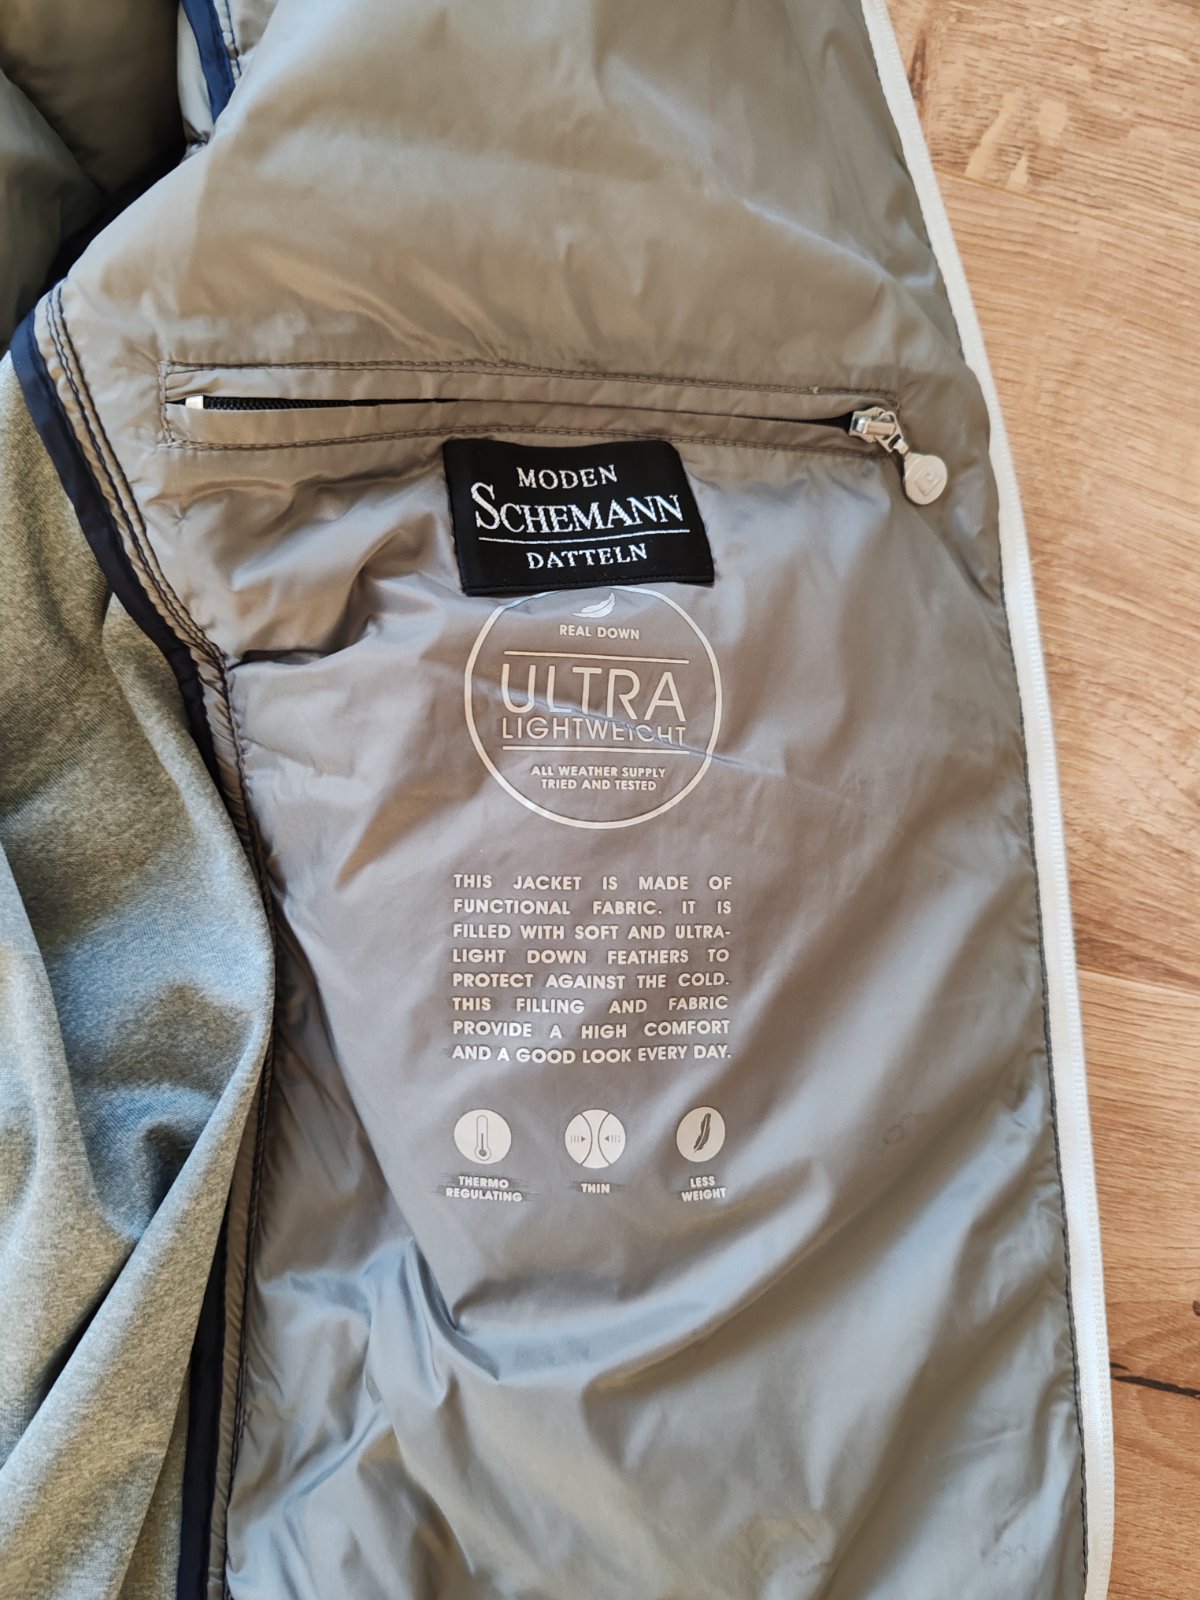 MODEN
SCHEMANN
DATTELN
REAL DOWN
ULTRA
LIGHTWEIGHT
ALL WEATHER SUPPLY
TRIED AND TESTED
THIS JACKET IS MADE OF
FUNCTIONAL FABRIC. IT IS
FILLED WITH SOFT AND ULTRA-
LIGHT DOWN FEATHERS TO
PROTECT AGAINST THE COLD.
THIS FILLING AND FABRIC
PROVIDE A HIGH COMFORT
AND A GOOD LOOK EVERY DAY.
THERMO
REGULATING
THIN
LESS
WEIGHT